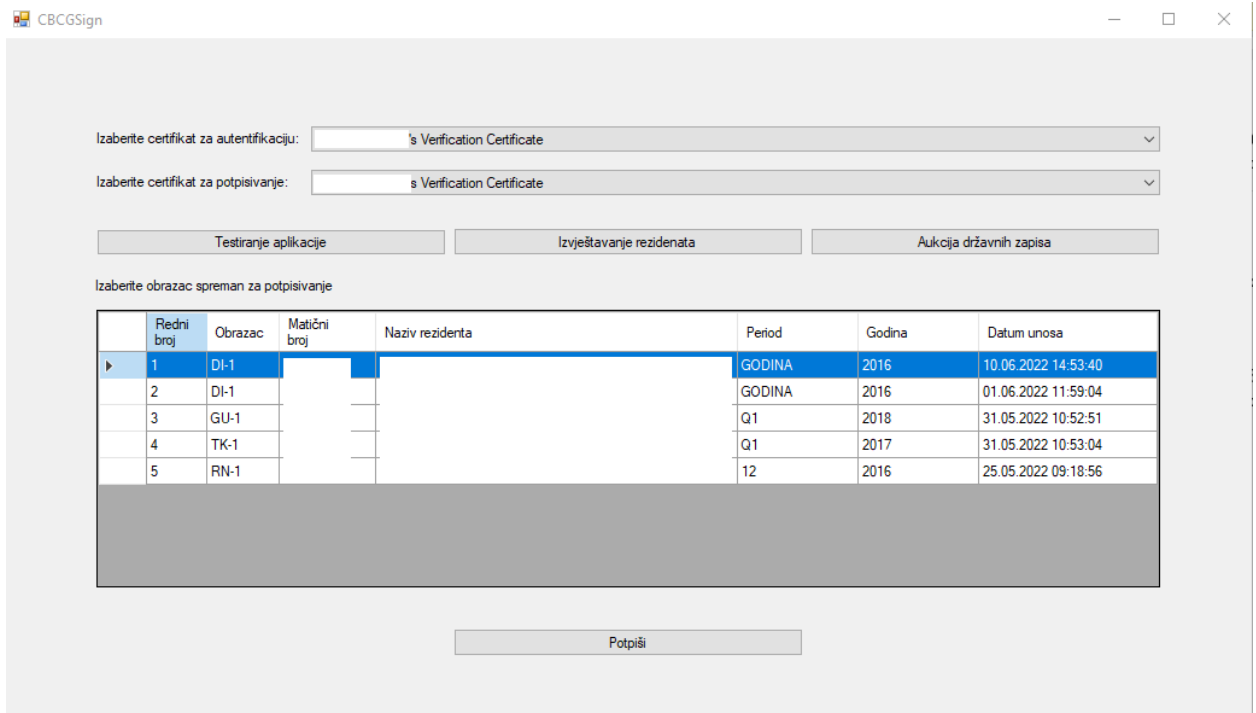 CBCGSign
Izaberite certifikat za autentifikaciju: 's Verification Certificate
Izaberite certifikat za potpisivanje: s Verification Certificate
Testiranje aplikacije Izvještavanje rezidenata Aukcija državnih zapisa
Izaberite obrazac spreman za potpisivanje
Redni broj Obrazac Matični broj Naziv rezidenta Period Godina Datum unosa
1 DI-1 GODINA 2016 10.06.2022 14:53:40
2 DI-1 GODINA 2016 01.06.2022 11:59:04
3 GU-1 Q1 2018 31.05.2022 10:52:51
4 TK-1 Q1 2017 31.05.2022 10:53:04
5 RN-1 12 2016 25.05.2022 09:18:56
Potpiši